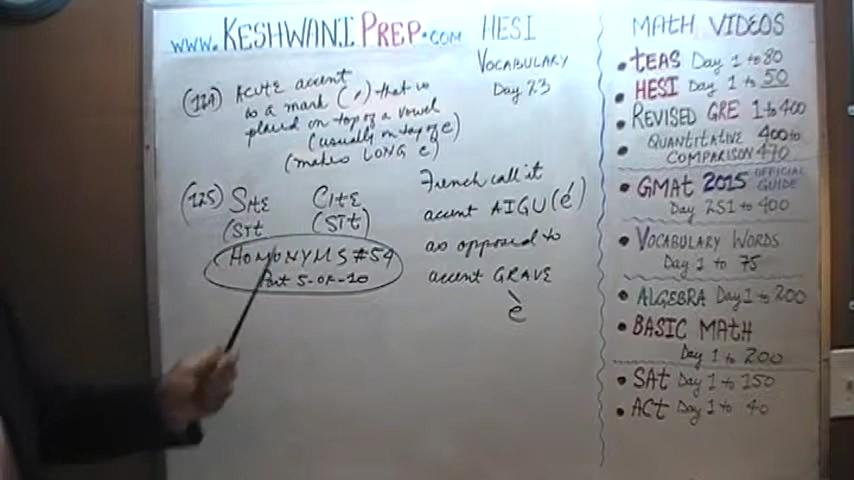 www.KESHWANIPREP.com
HESI
VOCABULARY
Day 23
(124) ACUTE accent
is a mark (ˊ) that is
placed on top of a vowel
(usually on top of e)
(makes LONG e)
(125) SITE CITE
(SIt (SIt)
HOMONYMS #54
Part 5-OF-10
French call it
accent AIGU (é)
as opposed to
accent GRAVE
è
MATH VIDEOS
• TEAS Day 1 to 80
• HESI Day 1 to 50
• REVISED GRE 1 to 400
• QUANTITATIVE 400 to
COMPARISON 470
• GMAt 2015 OFFICIAL GUIDE
Day 251 to 400
• VOCABULARY WORDS
Day 1 to 75
• ALGEBRA Day 1 to 200
• BASIC MATH
Day 1 to 200
• SAt Day 1 to 150
• ACt Day 1 to 40